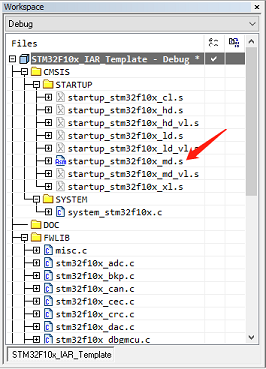 Workspace
Debug
Files
STM32F10x_IAR_Template - Debug *
CMSIS
STARTUP
startup_stm32f10x_cl.s
startup_stm32f10x_hd.s
startup_stm32f10x_hd_vl.s
startup_stm32f10x_ld.s
startup_stm32f10x_ld_vl.s
startup_stm32f10x_md.s
startup_stm32f10x_md_vl.s
startup_stm32f10x_xl.s
SYSTEM
system_stm32f10x.c
DOC
FWLIB
misc.c
stm32f10x_adc.c
stm32f10x_bkp.c
stm32f10x_can.c
stm32f10x_cec.c
stm32f10x_crc.c
stm32f10x_dac.c
stm32f10x_dbgmcu.c
STM32F10x_IAR_Template